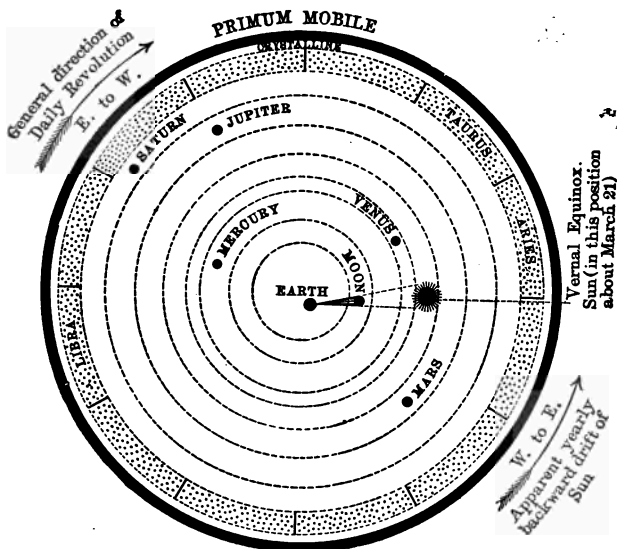 PRIMUM MOBILE
CRYSTALLINE
General direction of
Daily Revolution
E. to W.
SATURN
JUPITER
TAURUS
MERCURY
VENUS
ARIES
Vernal Equinox.
Sun (in this position
about March 21)
EARTH
MOON
LIBRA
MARS
W. to E.
Apparent yearly
backward drift of
Sun